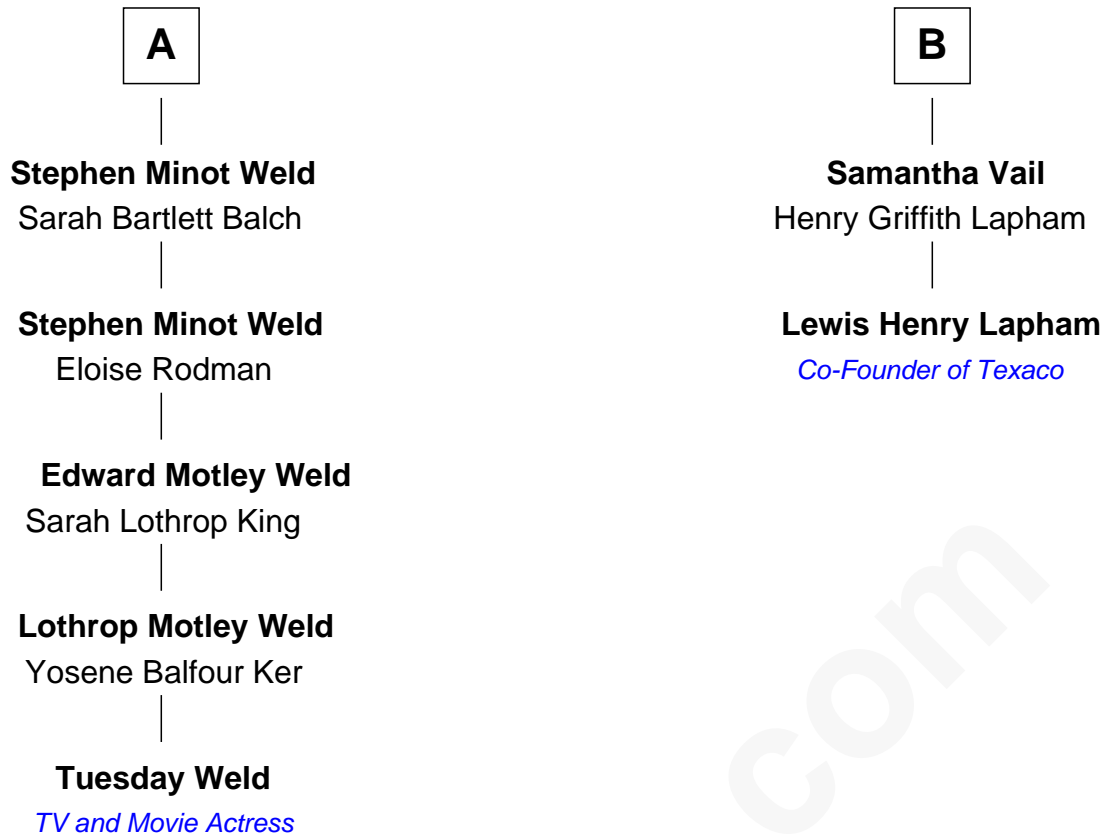 A
Stephen Minot Weld
Sarah Bartlett Balch
Stephen Minot Weld
Eloise Rodman
Edward Motley Weld
Sarah Lothrop King
Lothrop Motley Weld
Yosene Balfour Ker
Tuesday Weld
TV and Movie Actress
B
Samantha Vail
Henry Griffith Lapham
Lewis Henry Lapham
Co-Founder of Texaco
com